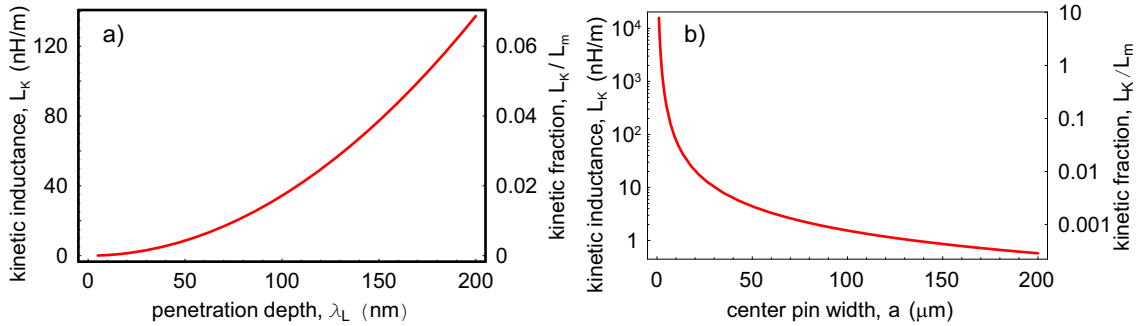 a)
kinetic inductance, L_K (nH/m)
120
80
40
0
0 50 100 150 200
penetration depth, λ_L (nm)
0.06
0.04
0.02
0
kinetic fraction, L_K / L_m
b)
kinetic inductance, L_K (nH/m)
10^4
10^3
10^2
10
1
0 50 100 150 200
center pin width, a (μm)
10
1
0.1
0.01
0.001
kinetic fraction, L_K/L_m